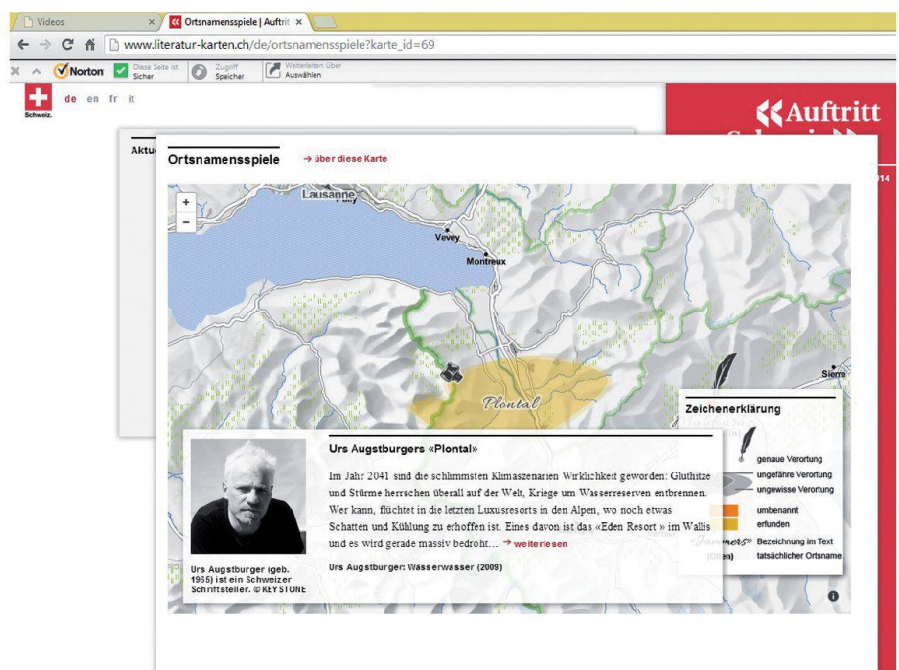 Videos
Ortsnamensspiele | Auftrit
www.literatur-karten.ch/de/ortsnamensspiele?karte_id=69
Norton
Diese Seite ist
Sicher
Zugriff
Speicher
Weiterleiten Über
Auswählen
Schweiz.
de en fr it
Auftritt
Aktu
Ortsnamensspiele
→ über diese Karte
14
+
−
Lausanne
Pully
Vevey
Montreux
Sierre
Plontal
Zeichenerklärung
genaue Verortung
ungefähre Verortung
ungewisse Verortung
umbenannt
erfunden
«Jammers» Bezeichnung im Text
tatsächlicher Ortsname
Urs Augstburgers «Plontal»
Im Jahr 2041 sind die schlimmsten Klimaszenarien Wirklichkeit geworden: Gluthitze
und Stürme herrschen überall auf der Welt, Kriege um Wasserreserven entbrennen.
Wer kann, flüchtet in die letzten Luxusresorts in den Alpen, wo noch etwas
Schatten und Kühlung zu erhoffen ist. Eines davon ist das «Eden Resort » im Wallis
und es wird gerade massiv bedroht... → weiterlesen
Urs Augstburger: Wasserwasser (2009)
Urs Augstburger (geb.
1965) ist ein Schweizer
Schriftsteller. © KEYSTONE